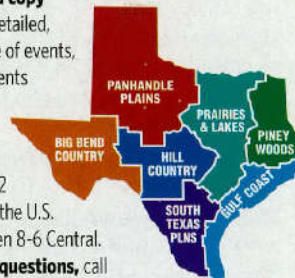 copy
etailed,
e of events,
ents
2
the U.S.
en 8-6 Central.
questions, call
PANHANDLE
PLAINS
PRAIRIES
& LAKES
PINEY
WOODS
BIG BEND
COUNTRY
HILL
COUNTRY
GULF COAST
SOUTH
TEXAS
PLNS